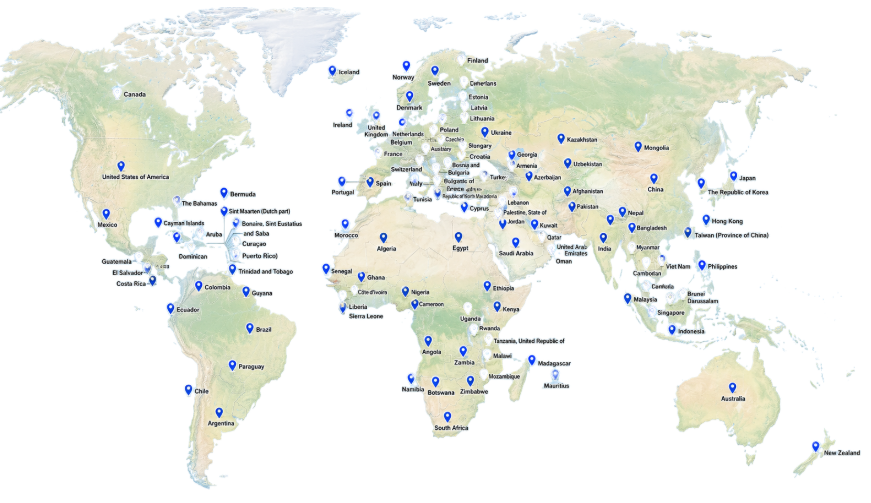 Canada
United States of America
Mexico
Bermuda
The Bahamas
Cayman Islands
Sint Maarten (Dutch part)
Bonaire, Sint Eustatius
and Saba
Aruba
Curaçao
Puerto Rico)
Dominican
Guatemala
El Salvador
Costa Rica
Trinidad and Tobago
Colombia
Guyana
Ecuador
Brazil
Paraguay
Chile
Argentina
Iceland
Norway
Sweden
Finland
Denmark
Estonia
Latvia
Lithuania
Ireland
United
Kingdom
Netherlands
Belgium
France
Poland
Ukraine
Slengary
Croatia
Switzerland
Bosnia and
Bulgaria
Italy
Greece
Republic of North Macedonia
Portugal
Spain
Tunisia
Cyprus
Georgia
Armenia
Azerbaijan
Kazakhstan
Uzbekistan
Afghanistan
Pakistan
Mongolia
China
Japan
The Republic of Korea
Hong Kong
Taiwan (Province of China)
Nepal
Bangladesh
India
Myanmar
Viet Nam
Philippines
Cambodian
Malaysia
Brunei
Darussalam
Singapore
Indonesia
Lebanon
Palestine, State of
Jordan
Kuwait
Qatar
Saudi Arabia
United Arab
Emirates
Oman
Morocco
Algeria
Egypt
Senegal
Ghana
Côte d'Ivoire
Nigeria
Cameroon
Liberia
Sierra Leone
Ethiopia
Kenya
Uganda
Rwanda
Tanzania, United Republic of
Angola
Zambia
Malawi
Mozambique
Madagascar
Mauritius
Namibia
Botswana
Zimbabwe
South Africa
Australia
New Zealand